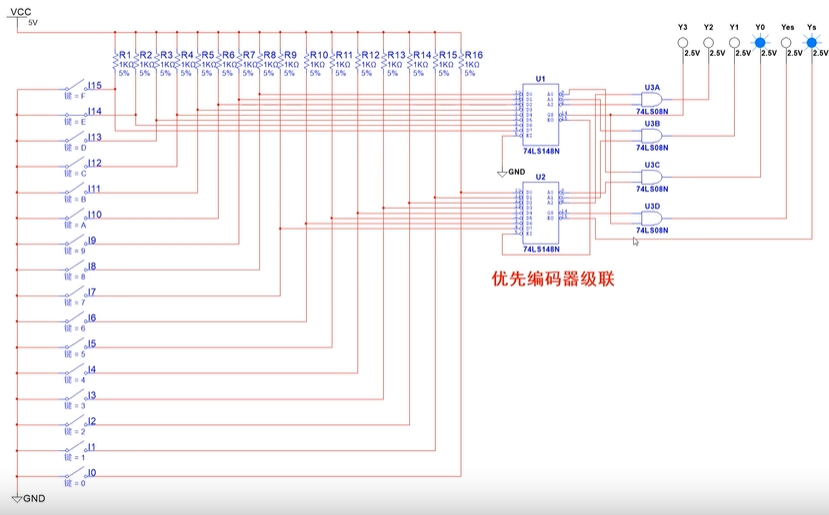 VCC
5V
Y3 Y2 Y1 Y0 Yes Ys
2.5V 2.5V 2.5V 2.5V 2.5V 2.5V
R1 R2 R3 R4 R5 R6 R7 R8 R9 R10 R11 R12 R13 R14 R15 R16
1KΩ 1KΩ 1KΩ 1KΩ 1KΩ 1KΩ 1KΩ 1KΩ 1KΩ 1KΩ 1KΩ 1KΩ 1KΩ 1KΩ 1KΩ 1KΩ
5% 5% 5% 5% 5% 5% 5% 5% 5% 5% 5% 5% 5% 5% 5% 5%
I15
键 = F
I14
键 = E
I13
键 = D
I12
键 = C
I11
键 = B
I10
键 = A
I9
键 = 9
I8
键 = 8
I7
键 = 7
I6
键 = 6
I5
键 = 5
I4
键 = 4
I3
键 = 3
I2
键 = 2
I1
键 = 1
I0
键 = 0
GND
U1
74LS148N
GND
U2
74LS148N
U3A
74LS08N
U3B
74LS08N
U3C
74LS08N
U3D
74LS08N
优先编码器级联